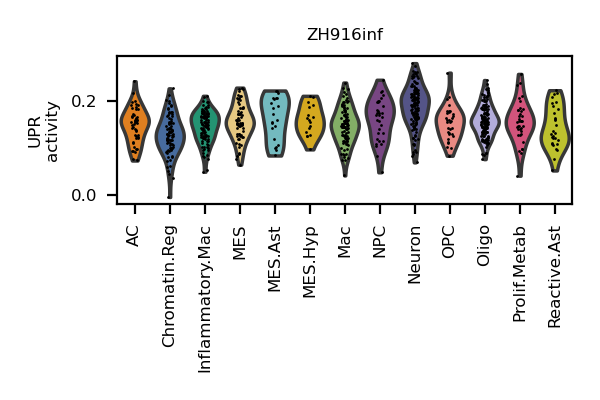 ZH916inf
UPR
activity
0.2
0.0
AC
Chromatin.Reg
Inflammatory.Mac
MES
MES.Ast
MES.Hyp
Mac
NPC
Neuron
OPC
Oligo
Prolif.Metab
Reactive.Ast